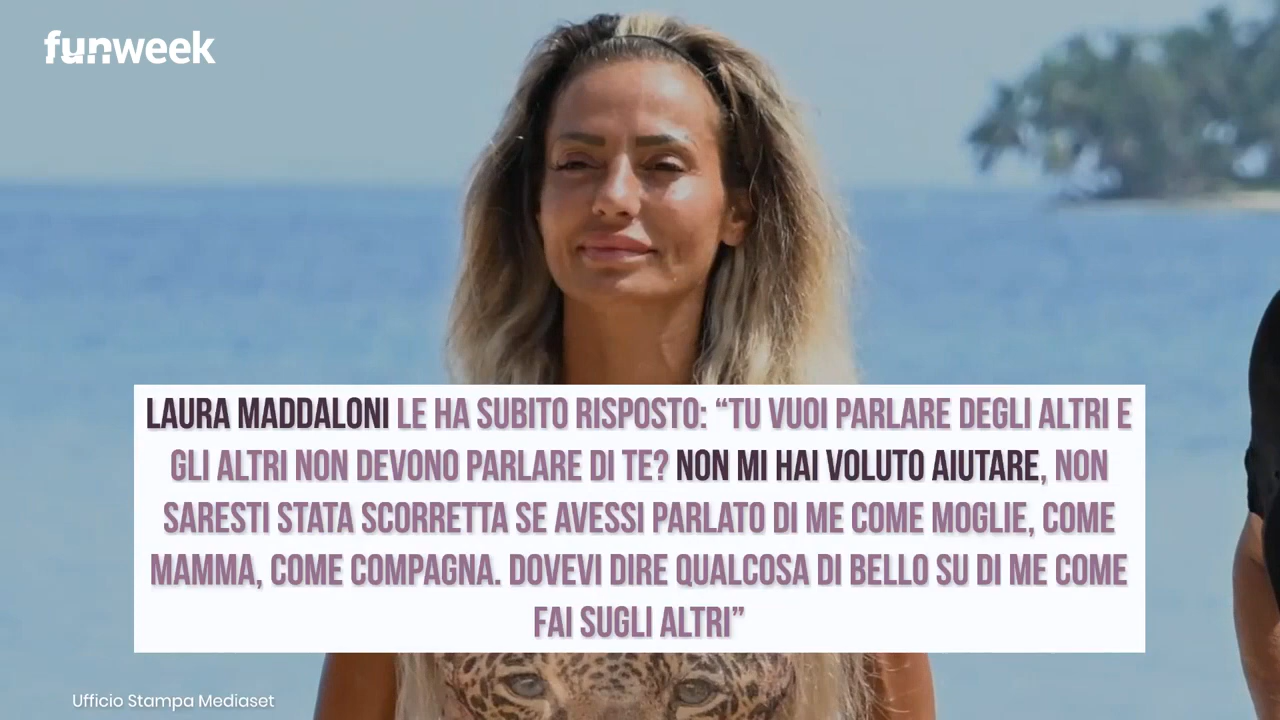 funweek
LAURA MADDALONI LE HA SUBITO RISPOSTO: “TU VUOI PARLARE DEGLI ALTRI E
GLI ALTRI NON DEVONO PARLARE DI TE? NON MI HAI VOLUTO AIUTARE, NON
SARESTI STATA SCORRETTA SE AVESSI PARLATO DI ME COME MOGLIE, COME
MAMMA, COME COMPAGNA. DOVEVI DIRE QUALCOSA DI BELLO SU DI ME COME
FAI SUGLI ALTRI”
Ufficio Stampa Mediaset